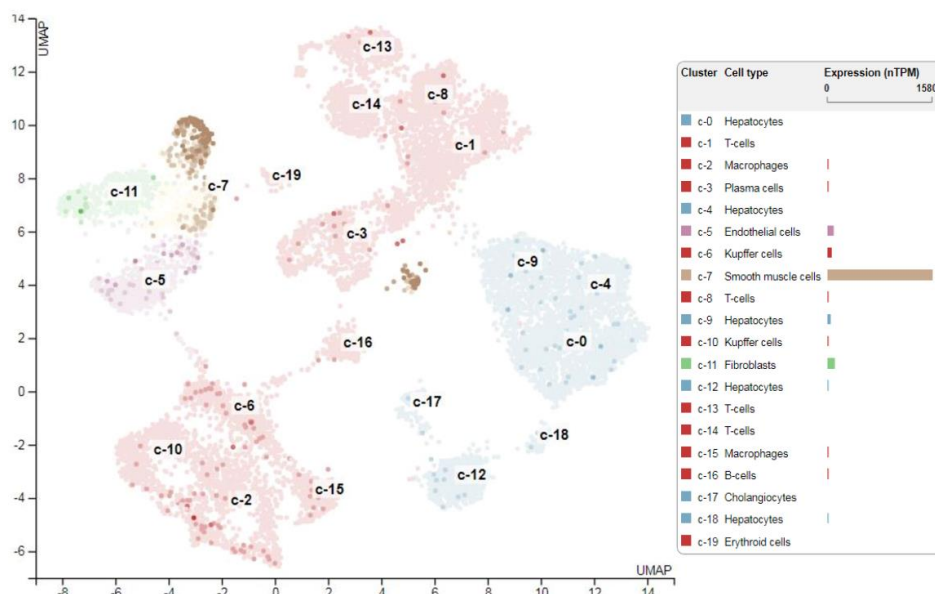 14
UMAP
12
10
8
6
4
2
0
-2
-4
-6
-8 -6 -4 -2 0 2 4 6 8 10 12 14
UMAP
c-13
c-8
c-14
c-1
c-19
c-11
c-7
c-3
c-5
c-9
c-4
c-16
c-0
c-6
c-17
c-10
c-18
c-12
c-2
c-15
Cluster Cell type Expression (nTPM)
0 1580
c-0 Hepatocytes
c-1 T-cells
c-2 Macrophages
c-3 Plasma cells
c-4 Hepatocytes
c-5 Endothelial cells
c-6 Kupffer cells
c-7 Smooth muscle cells
c-8 T-cells
c-9 Hepatocytes
c-10 Kupffer cells
c-11 Fibroblasts
c-12 Hepatocytes
c-13 T-cells
c-14 T-cells
c-15 Macrophages
c-16 B-cells
c-17 Cholangiocytes
c-18 Hepatocytes
c-19 Erythroid cells